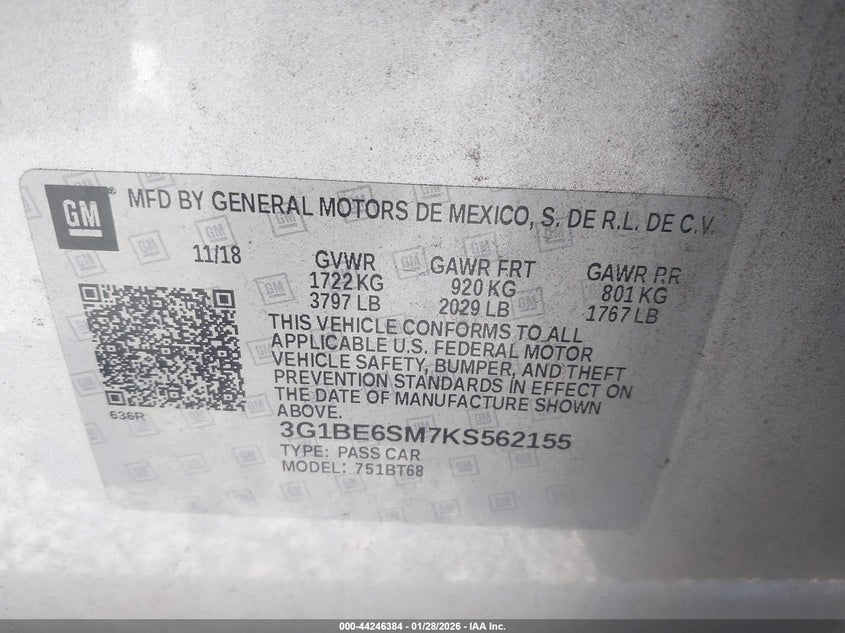 GM
MFD BY GENERAL MOTORS DE MEXICO, S. DE R.L. DE C.V.
11/18
GVWR GAWR FRT GAWR RR
1722 KG 920 KG 801 KG
3797 LB 2029 LB 1767 LB
THIS VEHICLE CONFORMS TO ALL
APPLICABLE U.S. FEDERAL MOTOR
VEHICLE SAFETY, BUMPER, AND THEFT
PREVENTION STANDARDS IN EFFECT ON
THE DATE OF MANUFACTURE SHOWN
ABOVE.
636R
3G1BE6SM7KS562155
TYPE: PASS CAR
MODEL: 751BT68
000-44246384 | 01/28/2026 - IAA Inc.